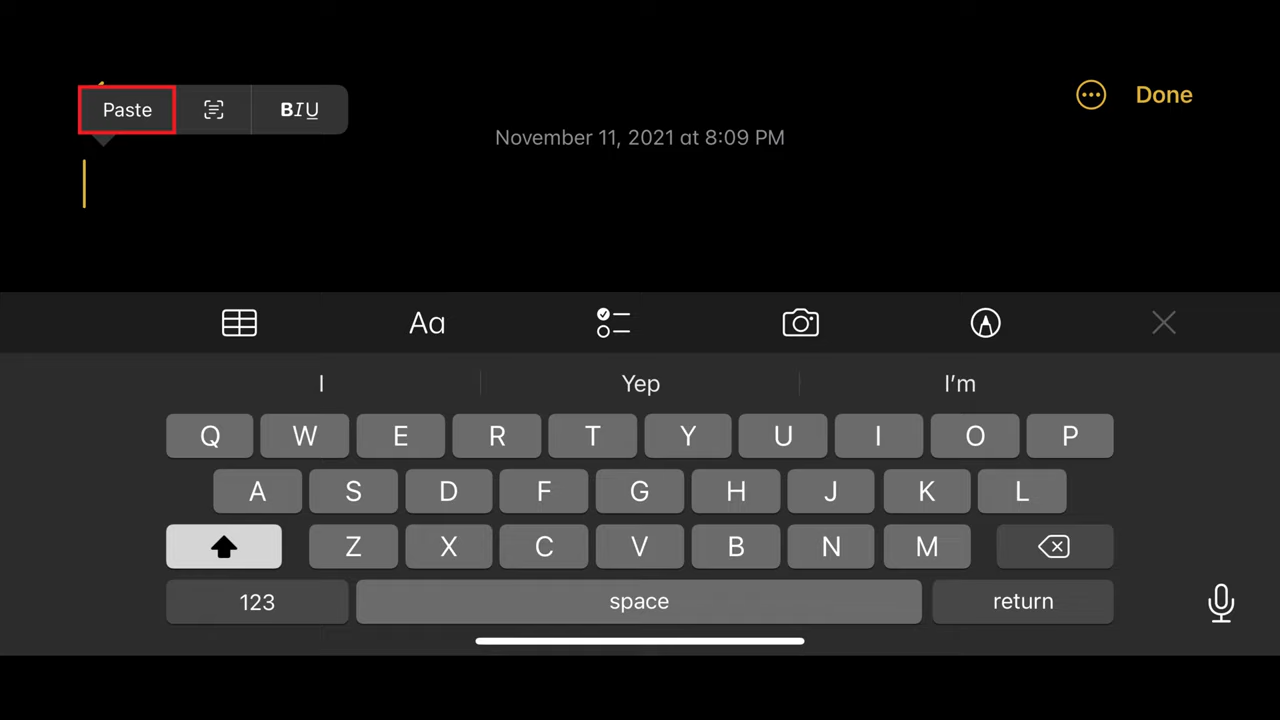 Paste BIU
Done
November 11, 2021 at 8:09 PM
Aa
I Yep I’m
Q W E R T Y U I O P
A S D F G H J K L
Z X C V B N M
123 space return